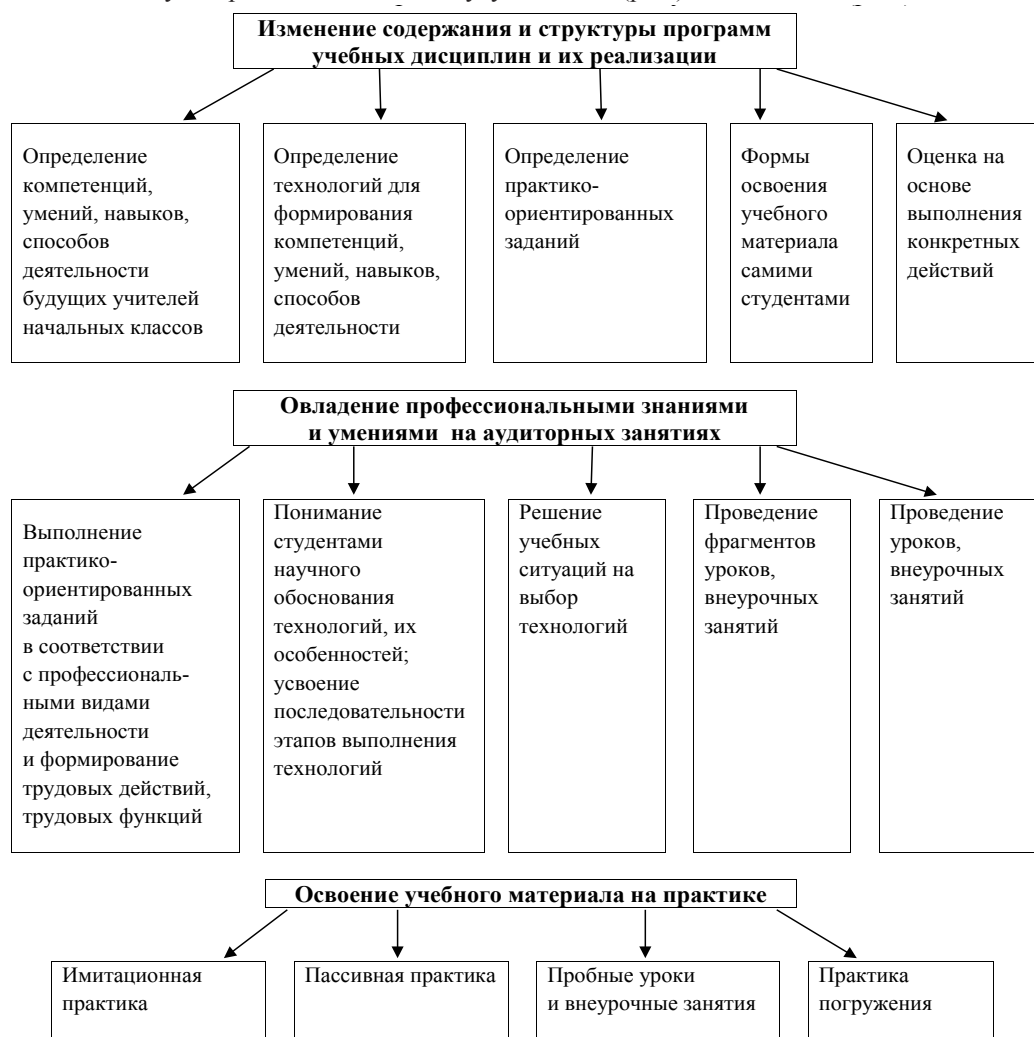 Изменение содержания и структуры программ
учебных дисциплин и их реализации
Определение
компетенций,
умений, навыков,
способов
деятельности
будущих учителей
начальных классов
Определение
технологий для
формирования
компетенций,
умений, навыков,
способов
деятельности
Определение
практико-
ориентированных
заданий
Формы
освоения
учебного
материала
самими
студентами
Оценка на
основе
выполнения
конкретных
действий
Овладение профессиональными знаниями
и умениями на аудиторных занятиях
Выполнение
практико-
ориентированных
заданий
в соответствии
с профессиональ-
ными видами
деятельности
и формирование
трудовых действий,
трудовых функций
Понимание
студентами
научного
обоснования
технологий, их
особенностей;
усвоение
последовательности
этапов выполнения
технологий
Решение
учебных
ситуаций на
выбор
технологий
Проведение
фрагментов
уроков,
внеурочных
занятий
Проведение
уроков,
внеурочных
занятий
Освоение учебного материала на практике
Имитационная
практика
Пассивная практика
Пробные уроки
и внеурочные занятия
Практика
погружения